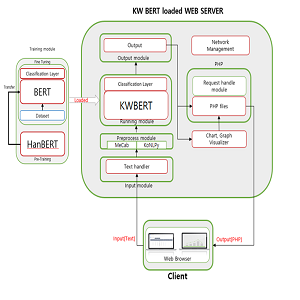 KW BERT loaded WEB SERVER
Training module
Fine Tuning
Classification Layer
BERT
Dataset
Transfer
HanBERT
Pre-Training
Loaded
Output
Output module
Classification Layer
KWBERT
Running module
Preprocess module
MeCab
KoNLPy
Text handler
Input module
Network
Management
PHP
Request handle
module
PHP files
Chart, Graph
Visualizer
Input[Text]
Output[PHP]
Web Browser
Client